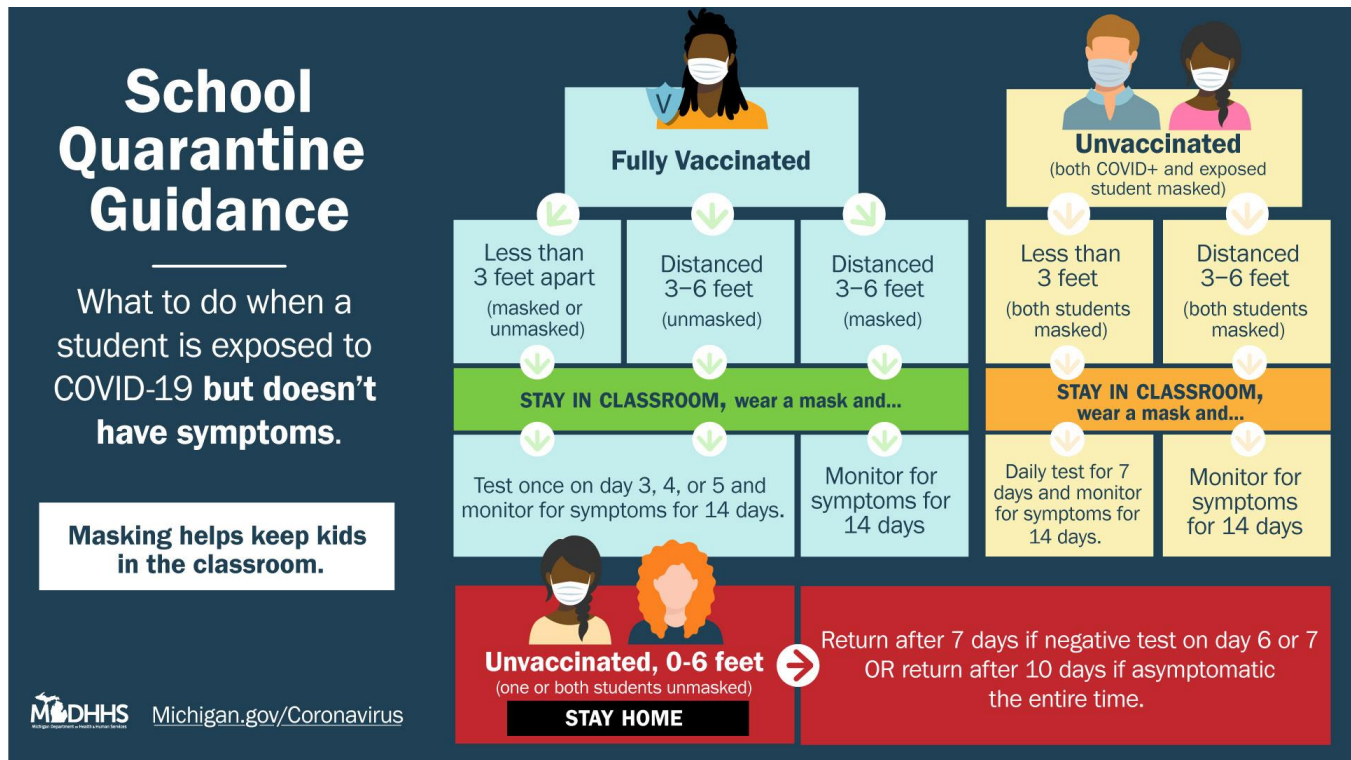 School
Quarantine
Guidance
What to do when a
student is exposed to
COVID-19 but doesn't
have symptoms.
Masking helps keep kids
in the classroom.
MDHHS
Michigan Department of Health & Human Services
Michigan.gov/Coronavirus
V
Fully Vaccinated
Less than
3 feet apart
(masked or
unmasked)
Distanced
3–6 feet
(unmasked)
Distanced
3–6 feet
(masked)
STAY IN CLASSROOM, wear a mask and...
Test once on day 3, 4, or 5 and
monitor for symptoms for 14 days.
Monitor for
symptoms for
14 days
Unvaccinated
(both COVID+ and exposed
student masked)
Less than
3 feet
(both students
masked)
Distanced
3–6 feet
(both students
masked)
STAY IN CLASSROOM,
wear a mask and...
Daily test for 7
days and monitor
for symptoms for
14 days.
Monitor for
symptoms
for 14 days
Unvaccinated, 0-6 feet
(one or both students unmasked)
STAY HOME
Return after 7 days if negative test on day 6 or 7
OR return after 10 days if asymptomatic
the entire time.